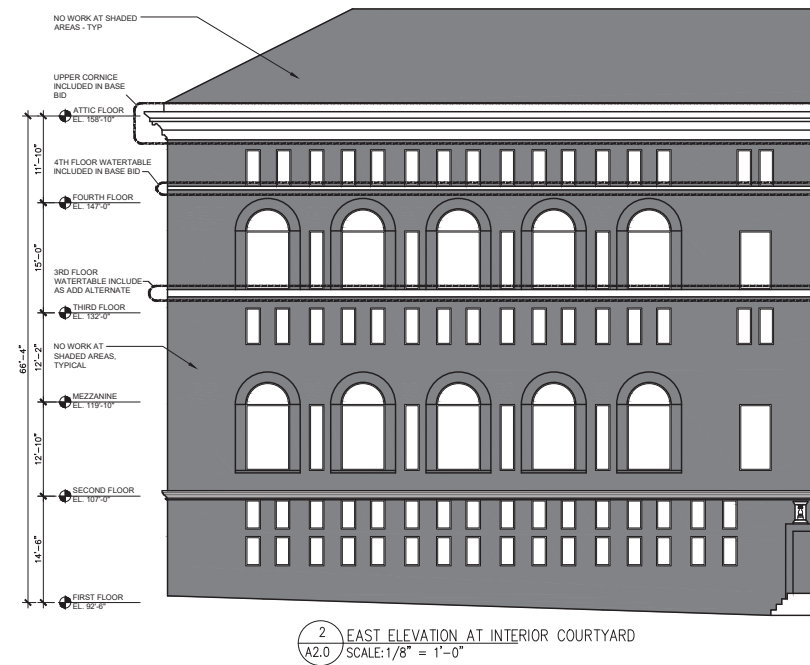 NO WORK AT SHADED
AREAS - TYP
UPPER CORNICE
INCLUDED IN BASE
BID
ATTIC FLOOR
EL. 158'-10"
11'-10"
4TH FLOOR WATERTABLE
INCLUDED IN BASE BID
FOURTH FLOOR
EL. 147'-0"
15'-0"
3RD FLOOR
WATERTABLE INCLUDE
AS ADD ALTERNATE
THIRD FLOOR
EL. 132'-0"
66'-4"
12'-2"
NO WORK AT
SHADED AREAS,
TYPICAL
MEZZANINE
EL. 119'-10"
12'-10"
SECOND FLOOR
EL. 107'-0"
14'-6"
FIRST FLOOR
EL. 92'-6"
2
A2.0
EAST ELEVATION AT INTERIOR COURTYARD
SCALE: 1/8" = 1'-0"